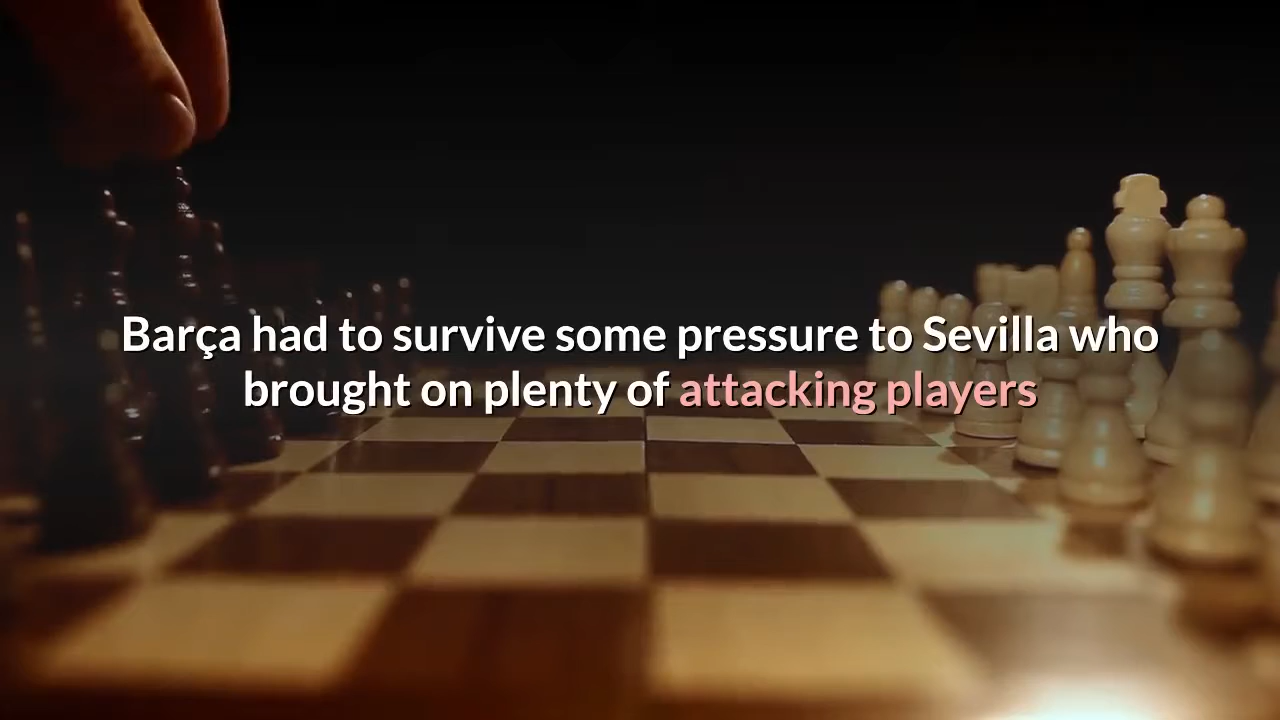 Barça had to survive some pressure to Sevilla who
brought on plenty of attacking players